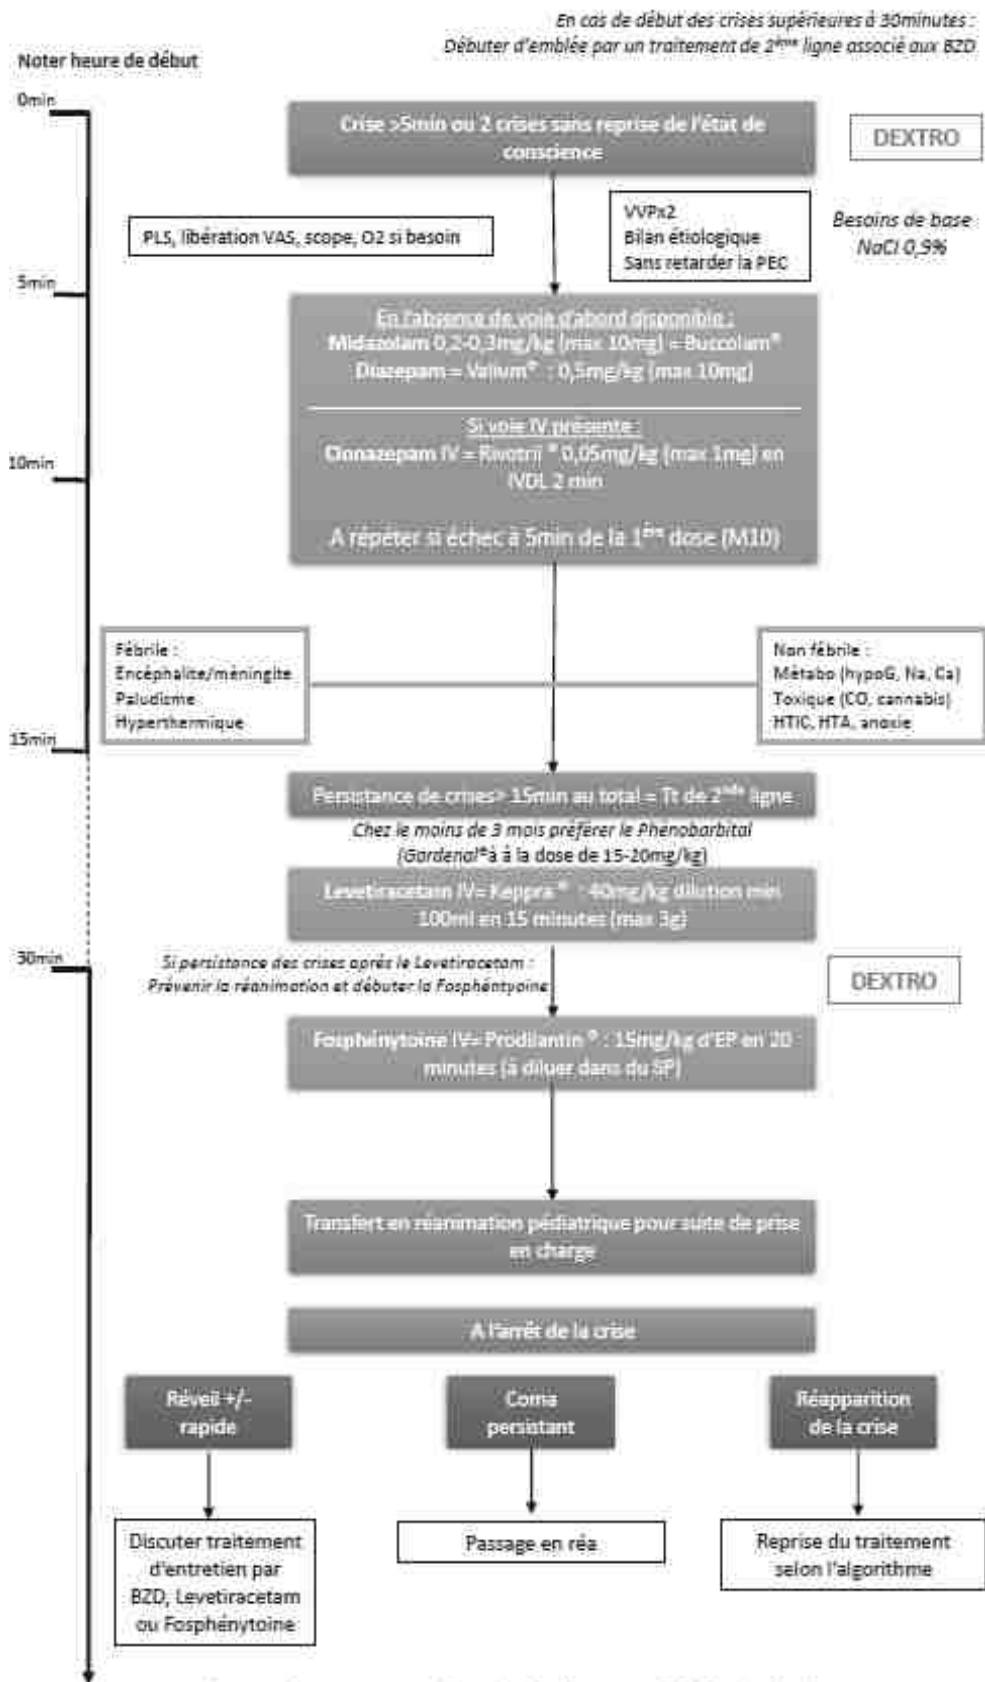 En cas de début des crises supérieures à 30minutes :
Débuter d'emblée par un traitement de 2ème ligne associé aux BZD
Noter heure de début
0min
Crise >5min ou 2 crises sans reprise de l'état de
conscience
DEXTRO
PLS, libération VAS, scope, O2 si besoin
VVPx2
Bilan étiologique
Sans retarder la PEC
Besoins de base
NaCl 0,9%
5min
En l'absence de voie d'abord disponible :
Midazolam 0,2-0,3mg/kg (max 10mg) = Buccolam®
Diazepam = Valium® : 0,5mg/kg (max 10mg)
Si voie IV présente :
Clonazepam IV = Rivotril ® 0,05mg/kg (max 1mg) en
IVDL 2 min
A répéter si échec à 5min de la 1ère dose (M10)
10min
Fébrile :
Encéphalite/méningite
Paludisme
Hyperthermique
Non fébrile :
Métabo (hypoG, Na, Ca)
Toxique (CO, cannabis)
HTIC, HTA, anoxie
15min
Persistance de crises> 15min au total = Tt de 2nde ligne
Chez le moins de 3 mois préférer le Phénobarbital
(Gardenal®à à la dose de 15-20mg/kg)
Levetiracetam IV= Keppra ® : 40mg/kg dilution min
100ml en 15 minutes (max 3g)
30min
Si persistance des crises après le Levetiracetam :
Prévenir la réanimation et débuter la Fosphéntyoine
DEXTRO
Fosphénytoine IV= Prodilantin ® : 15mg/kg d'EP en 20
minutes (à diluer dans du SP)
Transfert en réanimation pédiatrique pour suite de prise
en charge
A l'arrêt de la crise
Réveil +/-
rapide
Coma
persistant
Réapparition
de la crise
Discuter traitement
d'entretien par
BZD, Levetiracetam
ou Fosphénytoine
Passage en réa
Reprise du traitement
selon l'algorithme